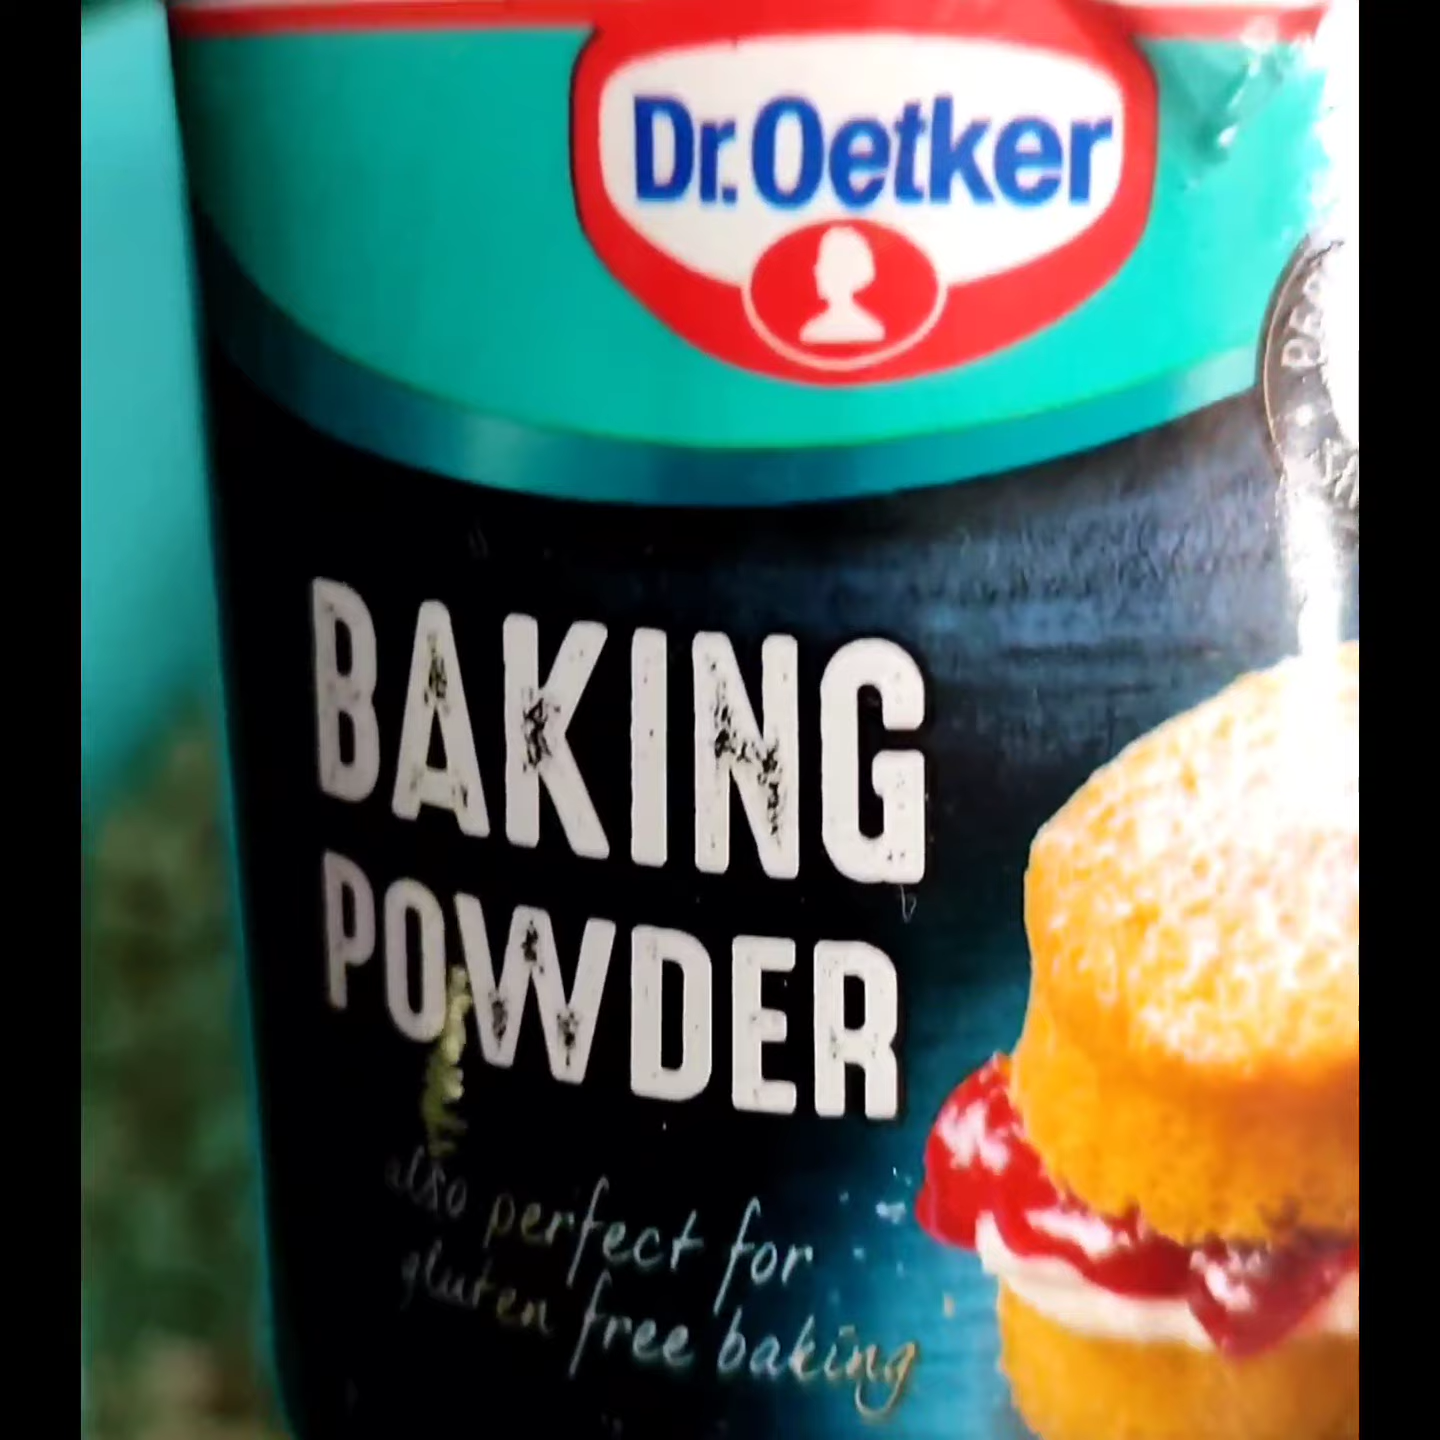 Dr. Oetker
BAKING
POWDER
also perfect for
gluten free baking